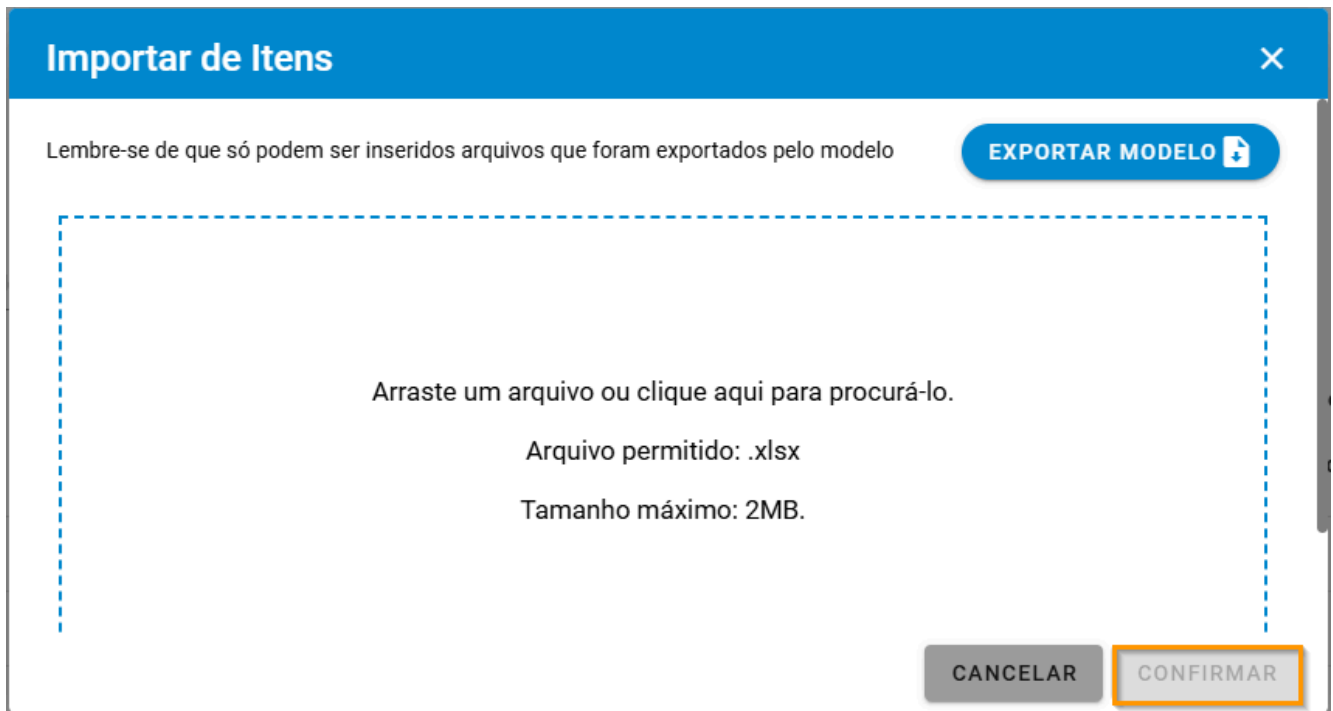 Importar de Itens
Lembre-se de que só podem ser inseridos arquivos que foram exportados pelo modelo
EXPORTAR MODELO
Arraste um arquivo ou clique aqui para procurá-lo.
Arquivo permitido: .xlsx
Tamanho máximo: 2MB.
CANCELAR
CONFIRMAR